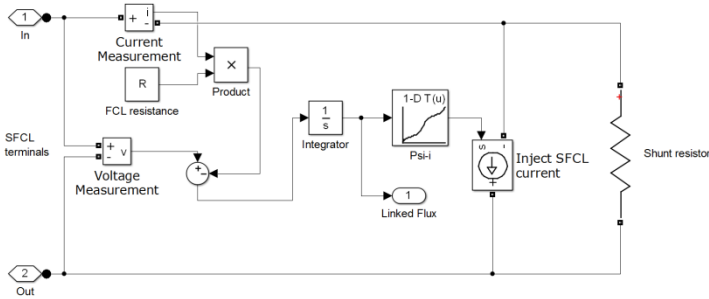 1
In
+
i
-
Current
Measurement
R
FCL resistance
×
Product
SFCL
terminals
+
-
v
Voltage
Measurement
+
-
1
s
Integrator
1-D T(u)
Psi-i
1
Linked Flux
s
-
+
Inject SFCL
current
+
Shunt resistor
2
Out